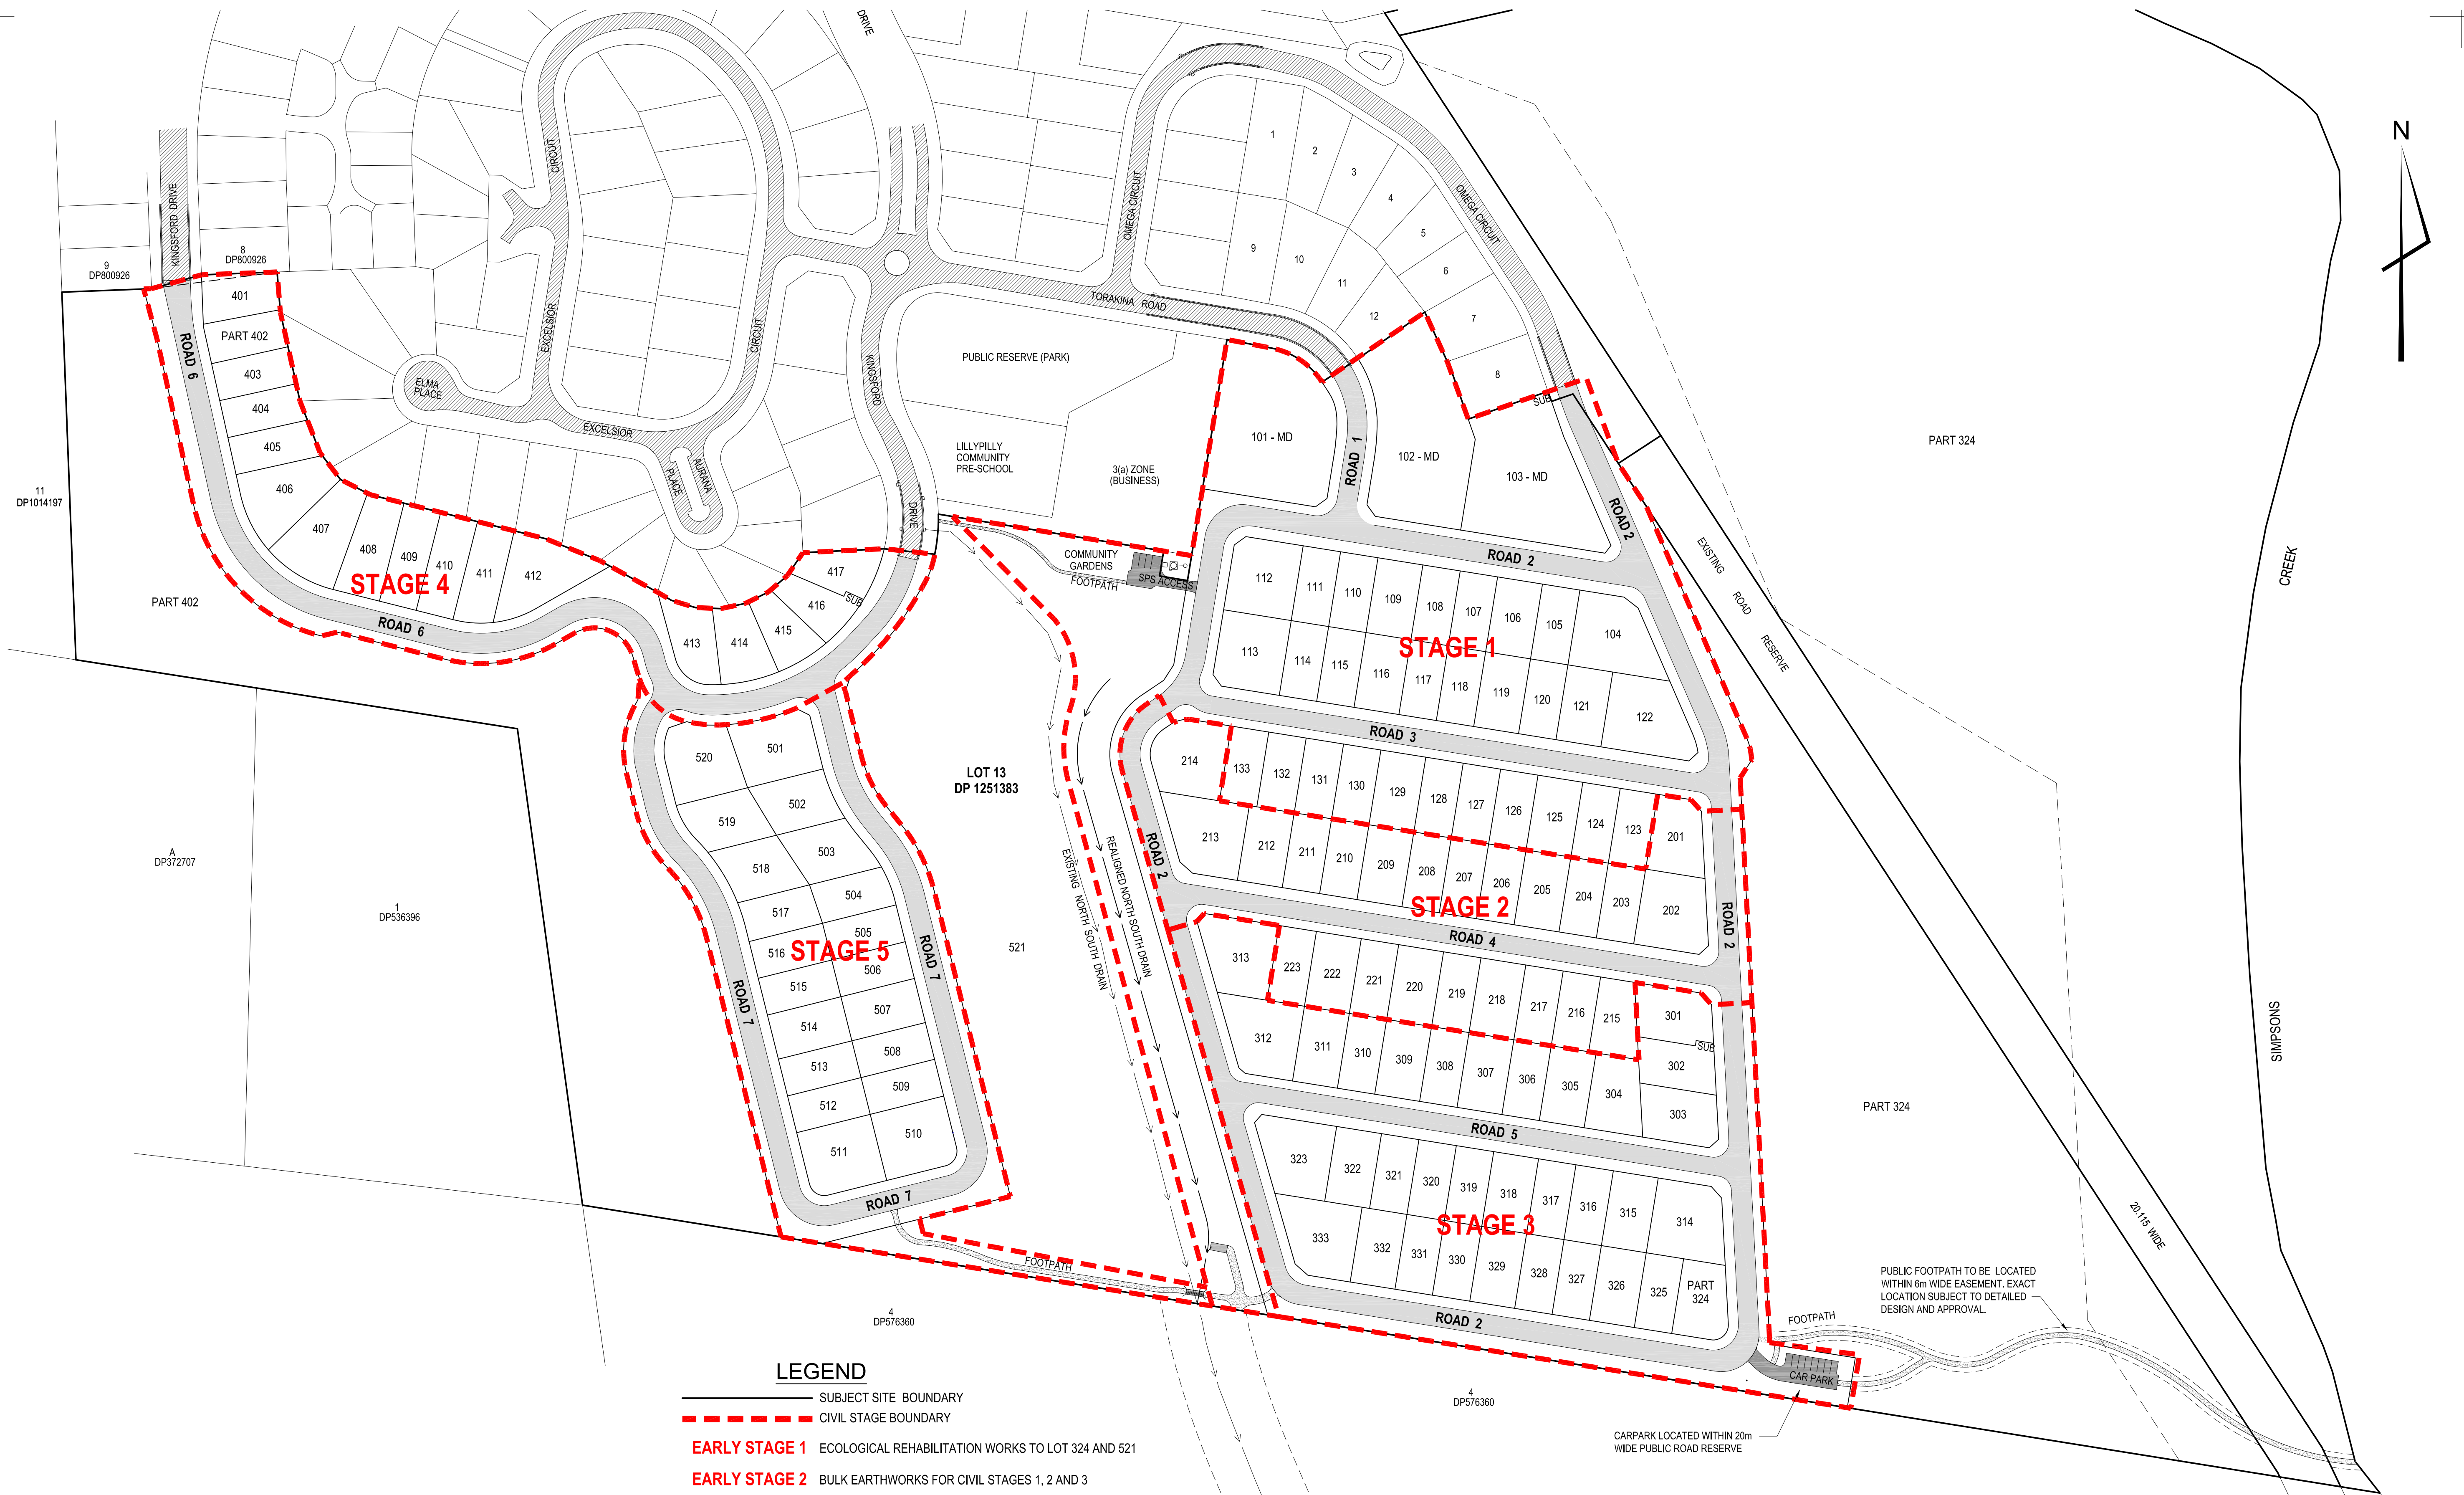 DRIVE
N
CIRCUIT
KINGSFORD DRIVE
OMEGA CIRCUIT
OMEGA CIRCUIT
1
2
3
4
5
6
7
8
9
10
11
12
9
DP800926
8
DP800926
401
PART 402
403
404
405
406
407
408
409
410
411
412
413
414
415
416
417
SUB
ROAD 6
ROAD 6
STAGE 4
PART 402
11
DP1014197
EXCELSIOR
CIRCUIT
ELMA
PLACE
EXCELSIOR
AURANA
PLACE
KINGSFORD
DRIVE
TORAKINA ROAD
PUBLIC RESERVE (PARK)
LILLYPILLY
COMMUNITY
PRE-SCHOOL
3(a) ZONE
(BUSINESS)
COMMUNITY
GARDENS
FOOTPATH
SPS ACCESS
101 - MD
102 - MD
103 - MD
SUB
ROAD 1
ROAD 2
ROAD 2
EXISTING ROAD RESERVE
PART 324
CREEK
SIMPSONS
112
111
110
109
108
107
106
105
104
STAGE 1
113
114
115
116
117
118
119
120
121
122
ROAD 3
214
133
132
131
130
129
128
127
126
125
124
123
201
213
212
211
210
209
208
207
206
205
204
203
202
STAGE 2
ROAD 2
ROAD 2
ROAD 4
313
223
222
221
220
219
218
217
216
215
301
SUB
302
303
312
311
310
309
308
307
306
305
304
ROAD 5
323
322
321
320
319
318
317
316
315
314
STAGE 3
333
332
331
330
329
328
327
326
325
PART
324
ROAD 2
LOT 13
DP 1251383
521
EXISTING NORTH SOUTH DRAIN
REALIGNED NORTH SOUTH DRAIN
520
501
502
519
503
518
504
517
505
516
STAGE 5
506
515
507
514
508
513
509
512
510
511
ROAD 7
ROAD 7
ROAD 7
FOOTPATH
A
DP372707
1
DP536396
4
DP576360
4
DP576360
PART 324
20.115 WIDE
PUBLIC FOOTPATH TO BE LOCATED
WITHIN 6m WIDE EASEMENT. EXACT
LOCATION SUBJECT TO DETAILED
DESIGN AND APPROVAL.
FOOTPATH
CAR PARK
CARPARK LOCATED WITHIN 20m
WIDE PUBLIC ROAD RESERVE
LEGEND
SUBJECT SITE BOUNDARY
CIVIL STAGE BOUNDARY
EARLY STAGE 1 ECOLOGICAL REHABILITATION WORKS TO LOT 324 AND 521
EARLY STAGE 2 BULK EARTHWORKS FOR CIVIL STAGES 1, 2 AND 3